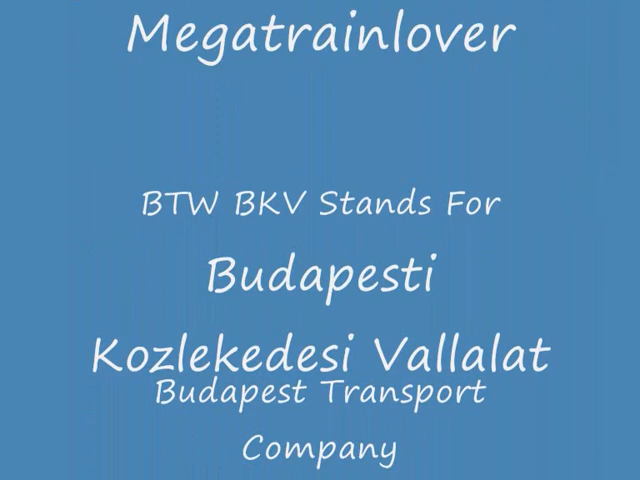 Megatrainlover
BTW BKV Stands For
Budapesti
Kozlekedesi Vallalat
Budapest Transport
Company